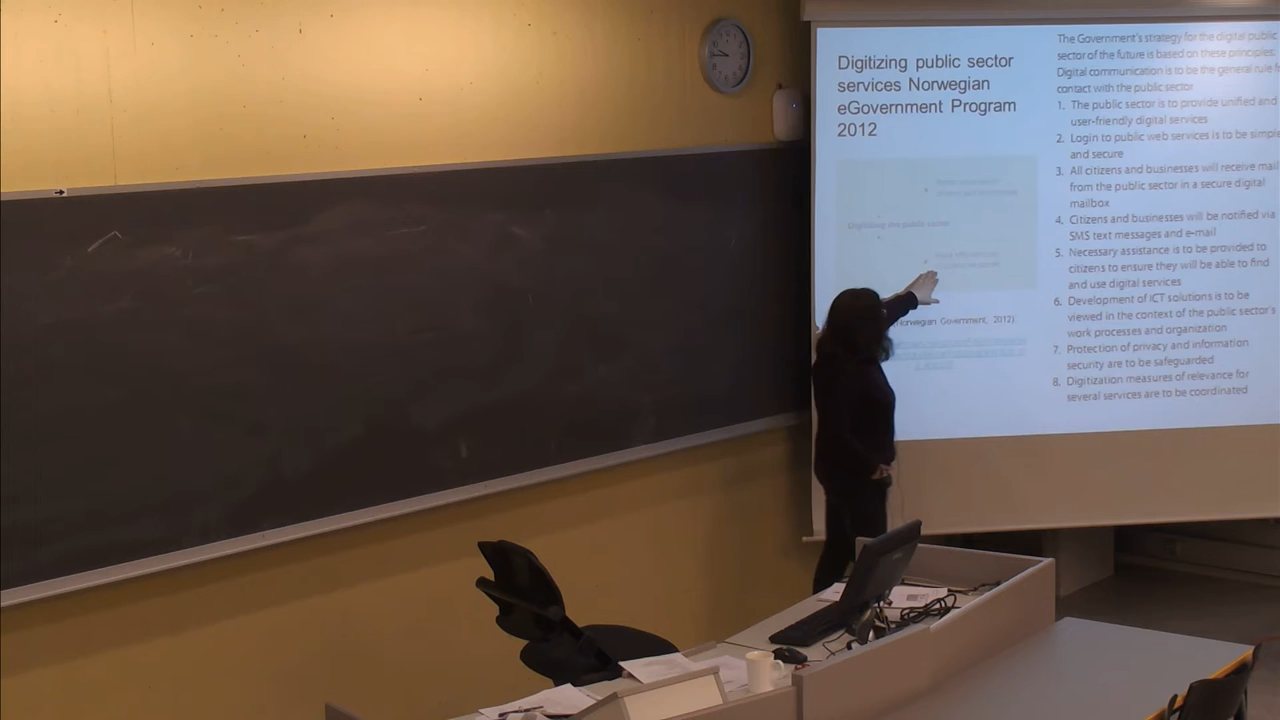 Digitizing public sector
services Norwegian
eGovernment Program
2012
Digitizing the public sector
Norwegian Government, 2012)
The Government's strategy for the digital public
sector of the future is based on these principles:
Digital communication is to be the general rule
contact with the public sector
1. The public sector is to provide unified and
user-friendly digital services
2. Login to public web services is to be simple
and secure
3. All citizens and businesses will receive mail
from the public sector in a secure digital
mailbox
4. Citizens and businesses will be notified via
SMS text messages and e-mail
5. Necessary assistance is to be provided to
citizens to ensure they will be able to find
and use digital services
6. Development of ICT solutions is to be
viewed in the context of the public sector's
work processes and organization
7. Protection of privacy and information
security are to be safeguarded
8. Digitization measures of relevance for
several services are to be coordinated